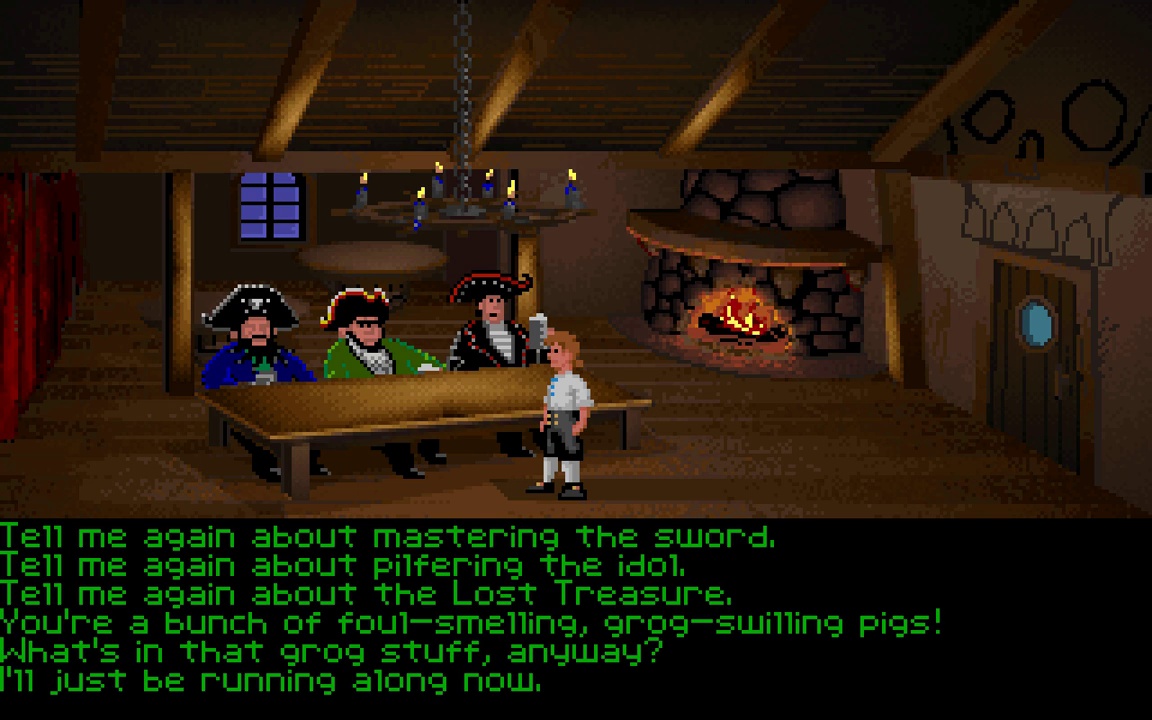 Tell me again about mastering the sword.
Tell me again about pilfering the idol.
Tell me again about the Lost Treasure.
You're a bunch of foul-smelling, grog-swilling pigs!
What's in that grog stuff, anyway?
I'll just be running along now.